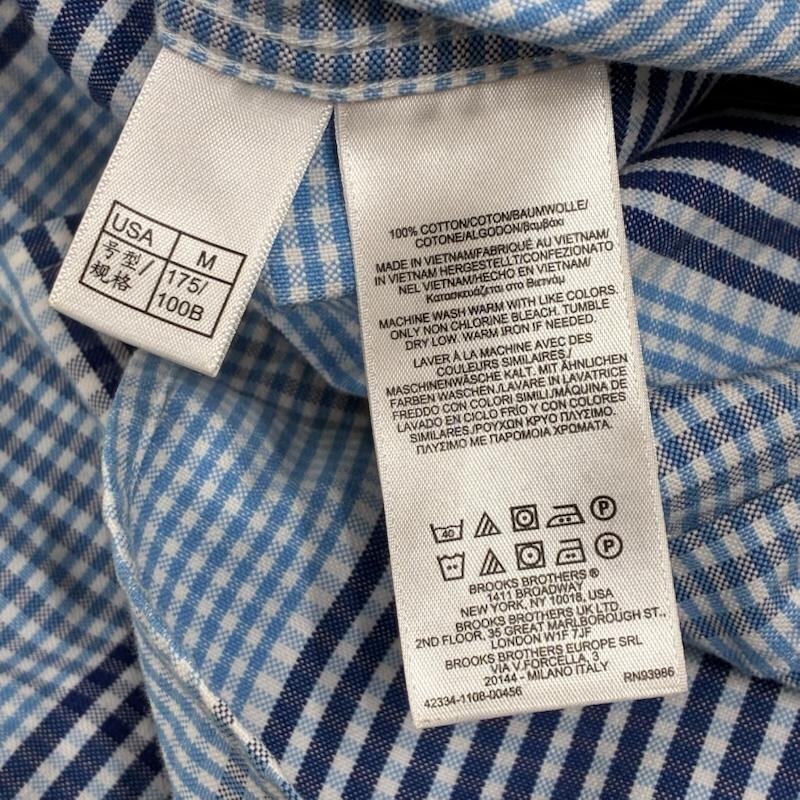 USA
M
号型/
规格
175/
100B
100% COTTON/COTON/BAUMWOLLE/
COTONE/ALGODON/Βαμβάκι
MADE IN VIETNAM/FABRIQUÉ AU VIETNAM/
IN VIETNAM HERGESTELLT/CONFEZIONATO
NEL VIETNAM/HECHO EN VIETNAM/
Κατασκευάζεται στο Βιετνάμ
MACHINE WASH WARM WITH LIKE COLORS.
ONLY NON CHLORINE BLEACH. TUMBLE
DRY LOW. WARM IRON IF NEEDED.
LAVER À LA MACHINE AVEC DES
COULEURS SIMILAIRES/
MASCHINENWÄSCHE KALT. MIT ÄHNLICHEN
FARBEN WASCHEN/LAVARE IN LAVATRICE
FREDDO CON COLORI SIMILI/MÁQUINA DE
LAVADO EN CICLO FRÍO Y CON COLORES
SIMILARES./ΡΟΥΧΩΝ ΚΡΥΟ ΠΛΥΣΙΜΟ.
ΠΛΥΣΙΜΟ ΜΕ ΠΑΡΟΜΟΙΑ ΧΡΩΜΑΤΑ.
40 P
P
BROOKS BROTHERS®
1411 BROADWAY
NEW YORK, NY 10018, USA
BROOKS BROTHERS UK LTD.
2ND FLOOR, 35 GREAT MARLBOROUGH ST.,
LONDON W1F 7JF
BROOKS BROTHERS EUROPE SRL
VIA V.FORCELLA, 3
20144 - MILANO ITALY
RN93986
42334-1108-00456